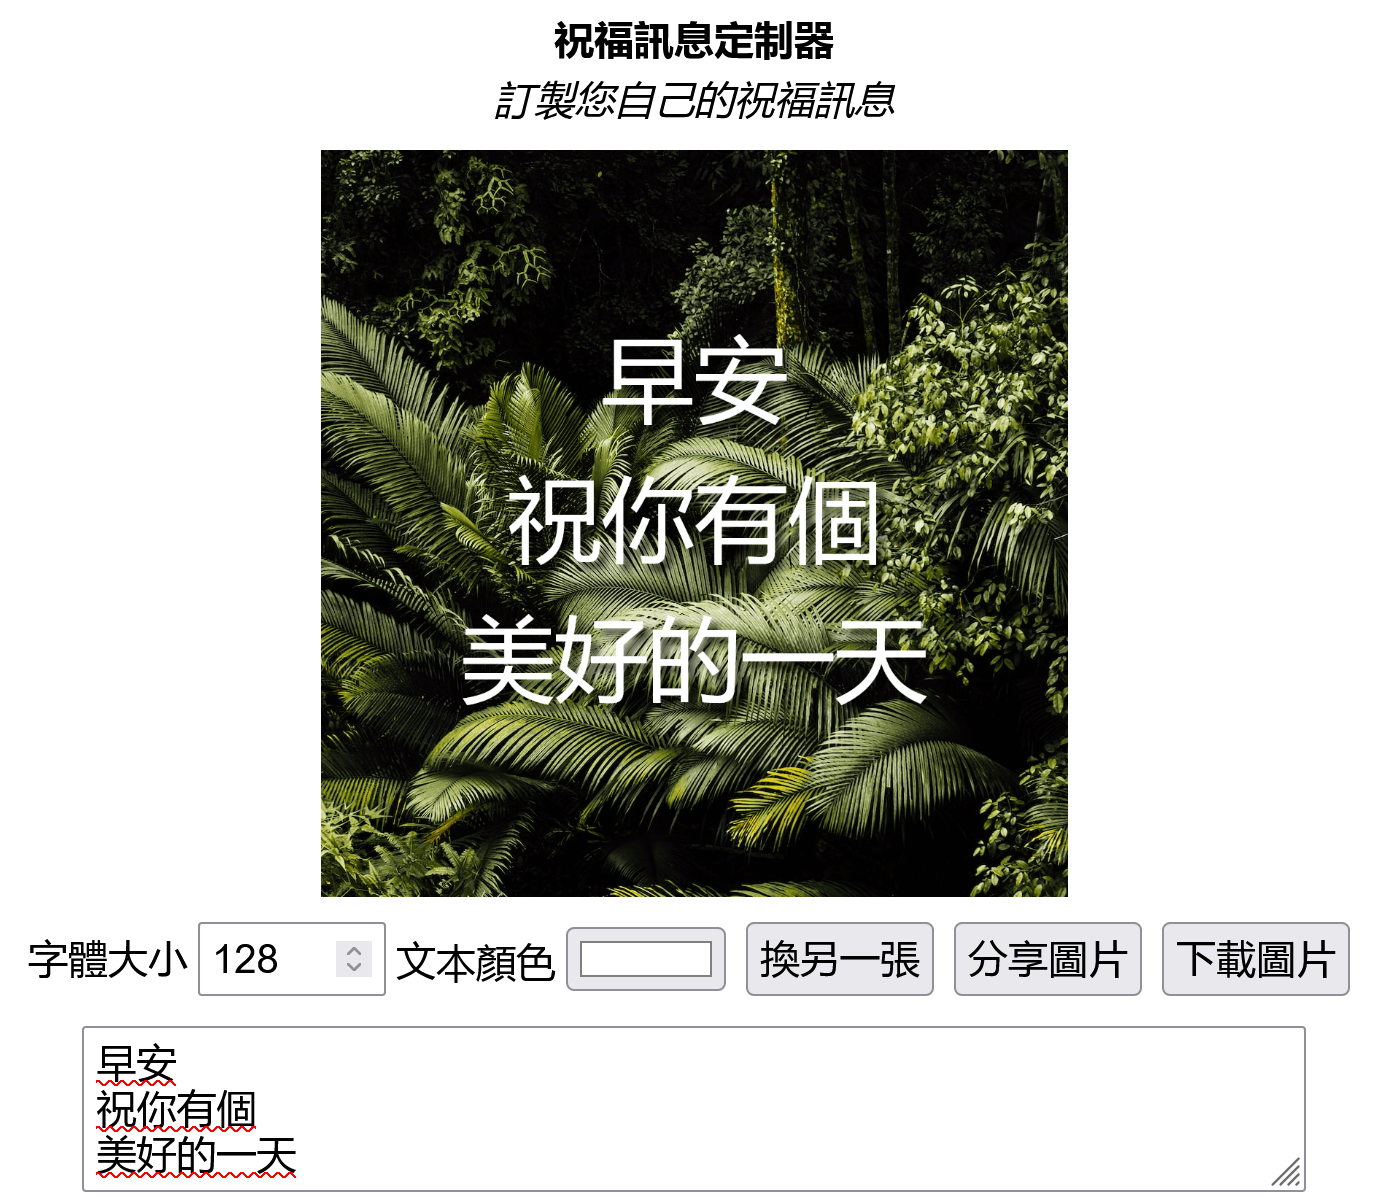 祝福訊息定制器
訂製您自己的祝福訊息
早安
祝你有個
美好的一天
字體大小 128 文本顏色 換另一張 分享圖片 下載圖片
早安
祝你有個
美好的一天